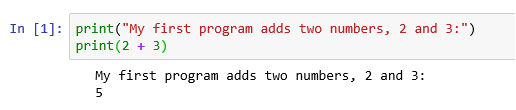 In [1]: print("My first program adds two numbers, 2 and 3:")
print(2 + 3)
My first program adds two numbers, 2 and 3:
5